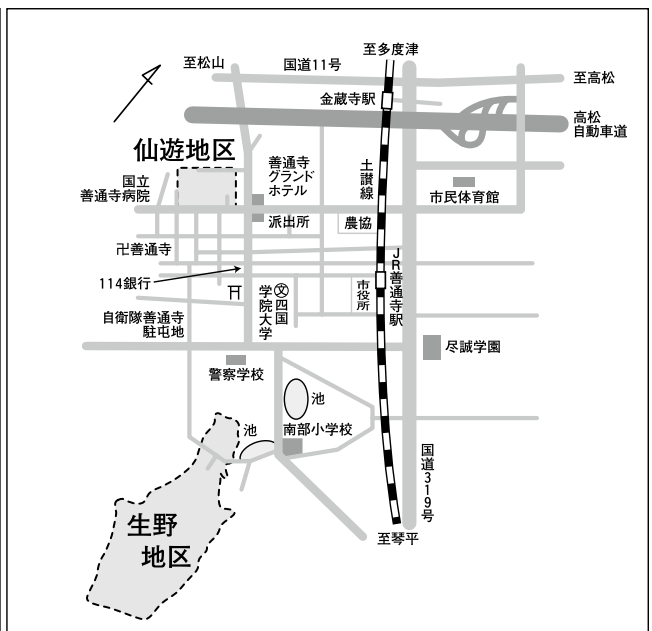 至多度津
至松山
国道11号
至高松
金蔵寺駅
高松
自動車道
仙遊地区
善通寺
グランド
ホテル
土讃線
国立
善通寺病院
市民体育館
派出所
農協
卍善通寺
JR善通寺駅
114銀行
市役所
文四国
学院大学
自衛隊善通寺
駐屯地
尽誠学園
警察学校
池
池
南部小学校
国道319号
生野
地区
至琴平